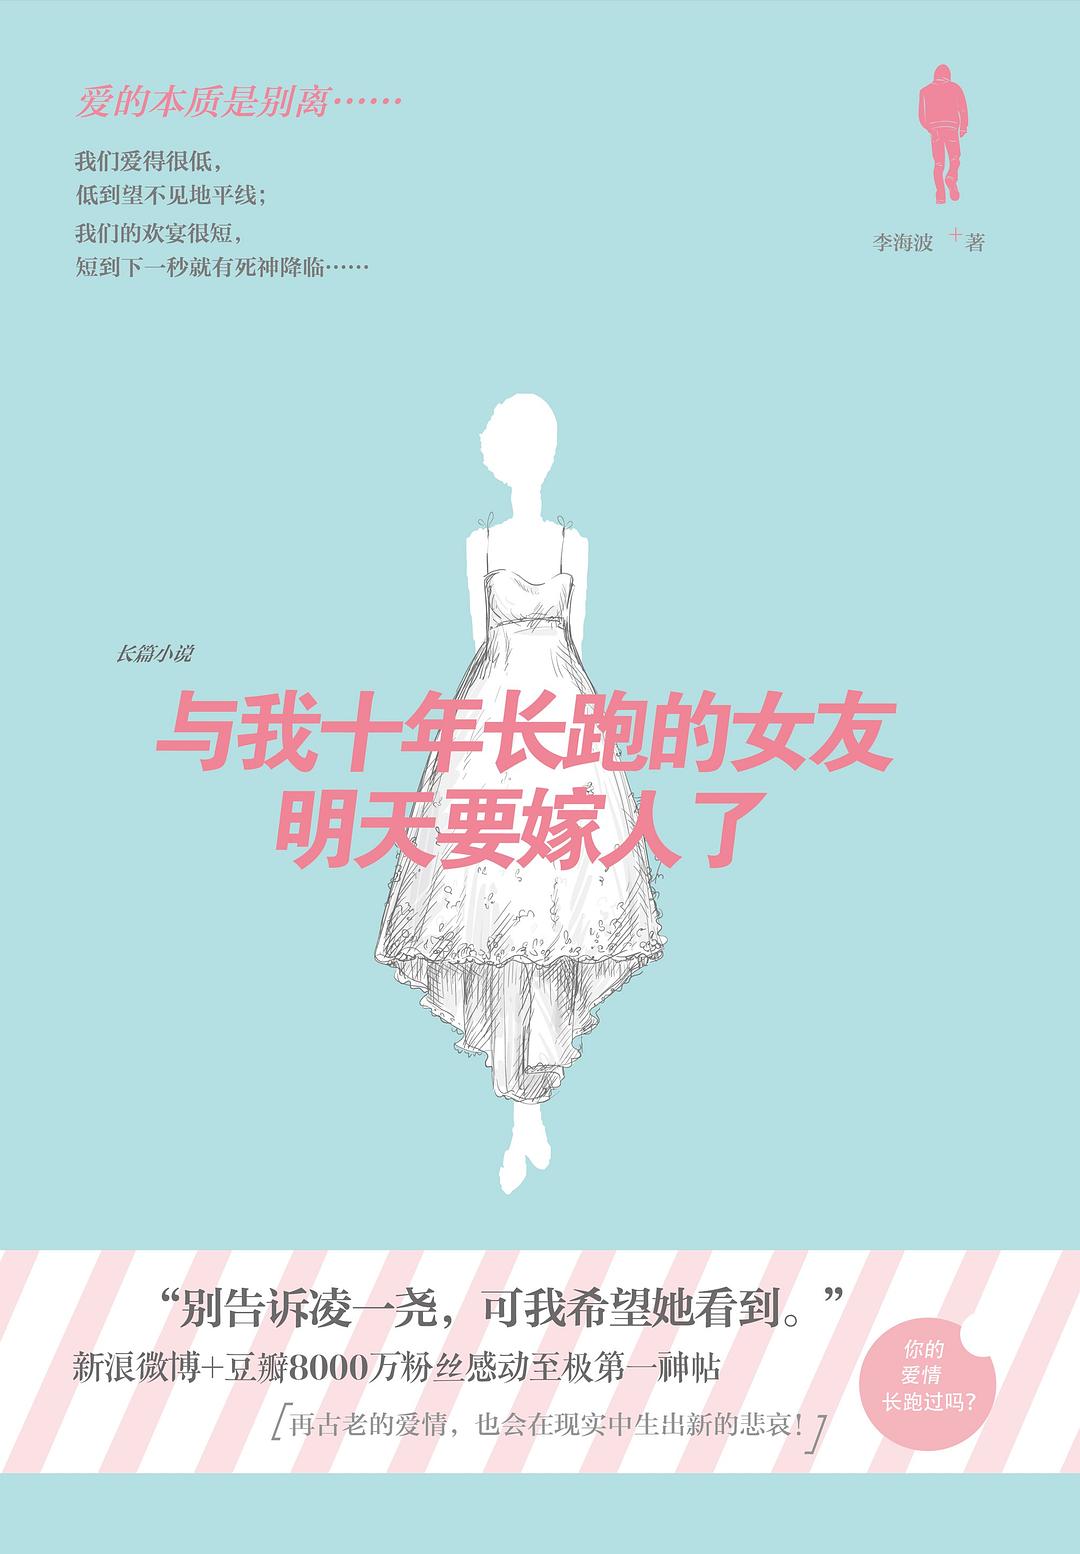 爱的本质是别离……
我们爱得很低，
低到望不见地平线；
我们的欢宴很短，
短到下一秒就有死神降临……
李海波 + 著
长篇小说
与我十年长跑的女友
明天要嫁人了
“别告诉凌一尧，可我希望她看到。”
新浪微博+豆瓣8000万粉丝感动至极第一神帖
[再古老的爱情，也会在现实中生出新的悲哀！]
你的
爱情
长跑过吗？